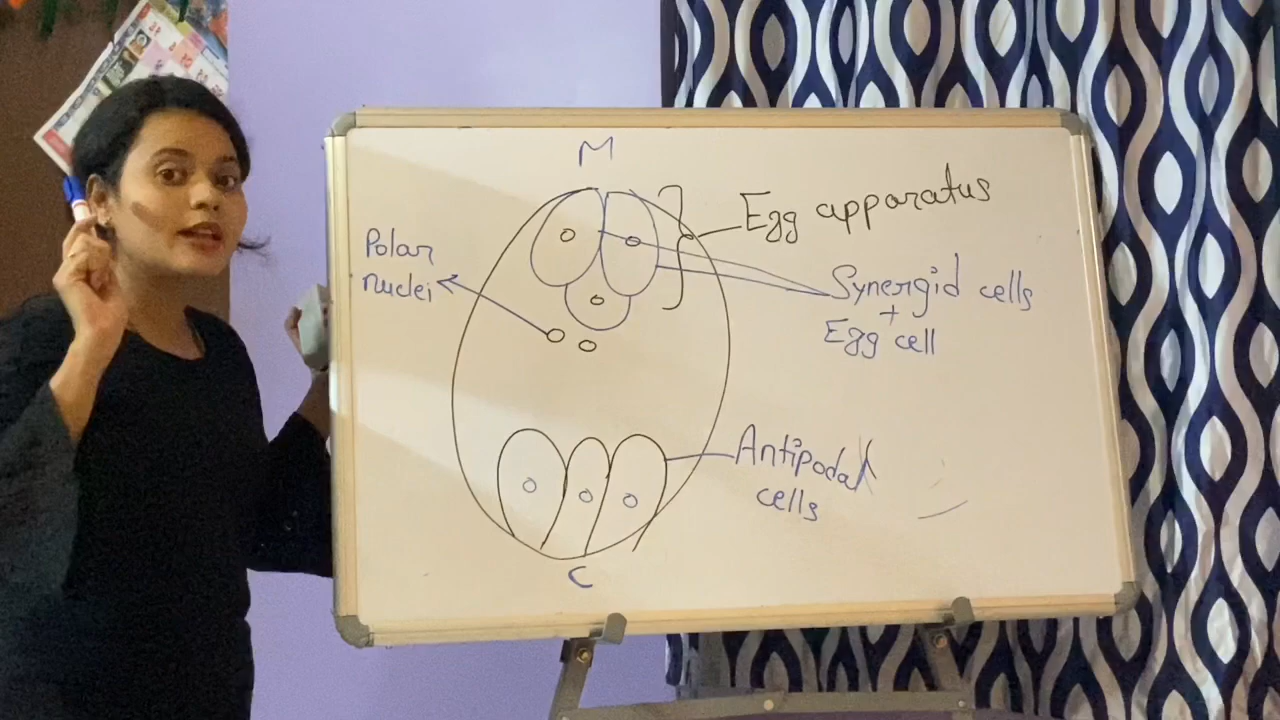 M
Egg apparatus
Polar
nuclei
Synergid cells
+
Egg cell
Antipodal
cells
C